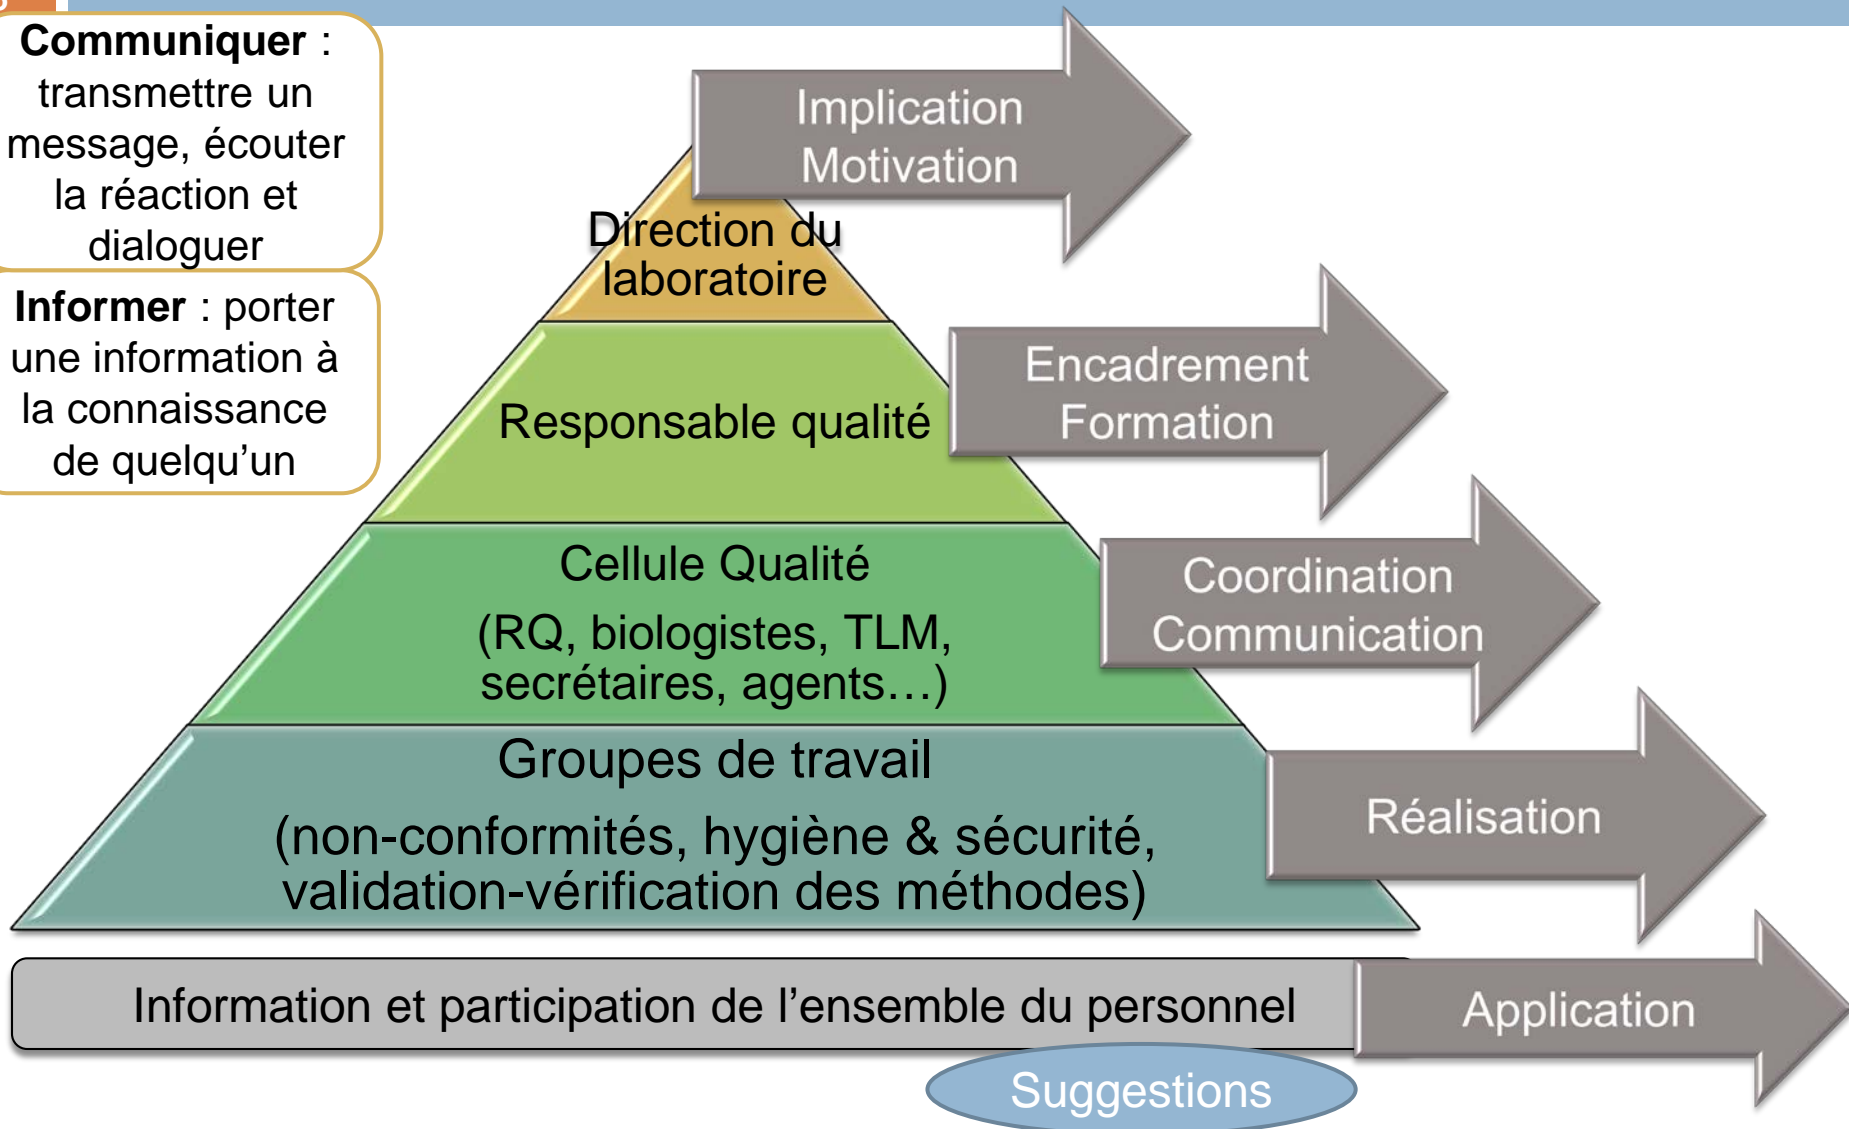 Communiquer :
transmettre un
message, écouter
la réaction et
dialoguer
Informer : porter
une information à
la connaissance
de quelqu’un
Implication
Motivation
Direction du
laboratoire
Encadrement
Formation
Responsable qualité
Cellule Qualité
(RQ, biologistes, TLM,
secrétaires, agents…)
Coordination
Communication
Groupes de travail
(non-conformités, hygiène & sécurité,
validation-vérification des méthodes)
Réalisation
Information et participation de l’ensemble du personnel
Application
Suggestions